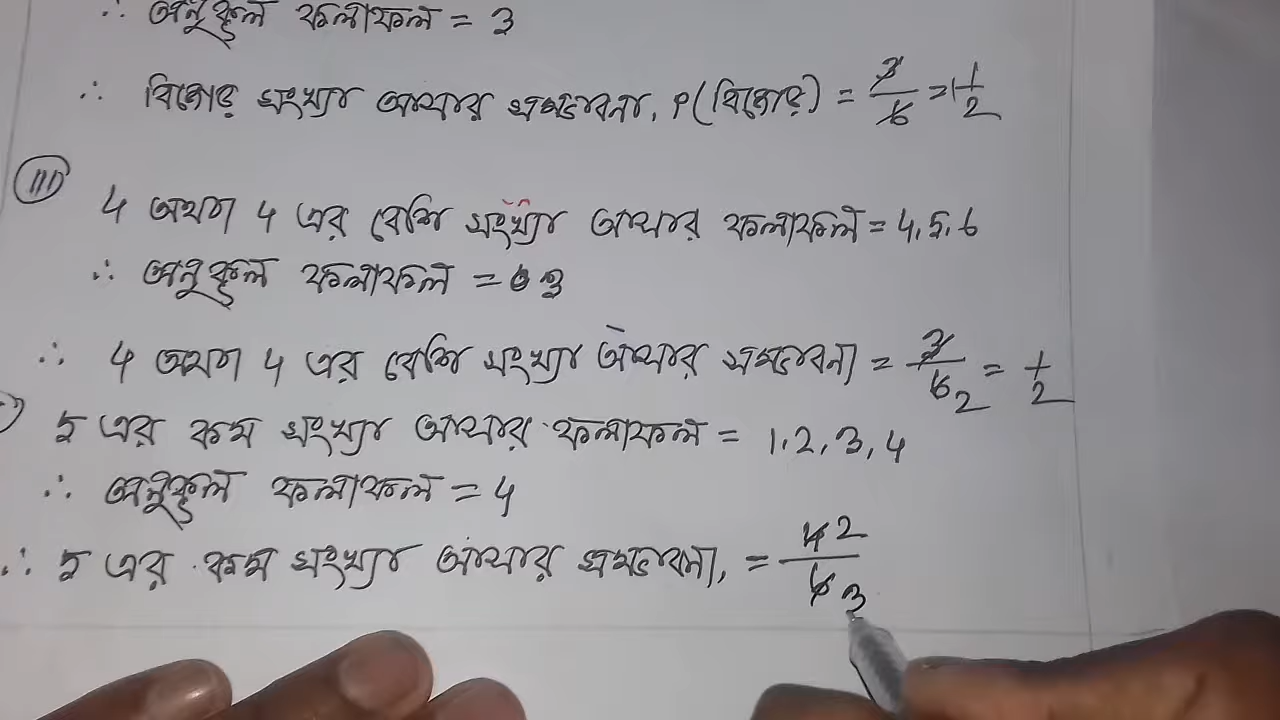 ∴ অনুকূল ফলাফল = 3
∴ বিজোড় সংখ্যা আসার সম্ভাবনা, P(বিজোড়) = 3/6 = 1/2
(III) 4 অথবা 4 এর বেশি সংখ্যা আসার ফলাফল = 4, 5, 6
∴ অনুকূল ফলাফল = 3
∴ 4 অথবা 4 এর বেশি সংখ্যা আসার সম্ভাবনা = 3/6 2 = 1/2
5 এর কম সংখ্যা আসার ফলাফল = 1, 2, 3, 4
∴ অনুকূল ফলাফল = 4
∴ 5 এর কম সংখ্যা আসার সম্ভাবনা, = 4 2/6 3